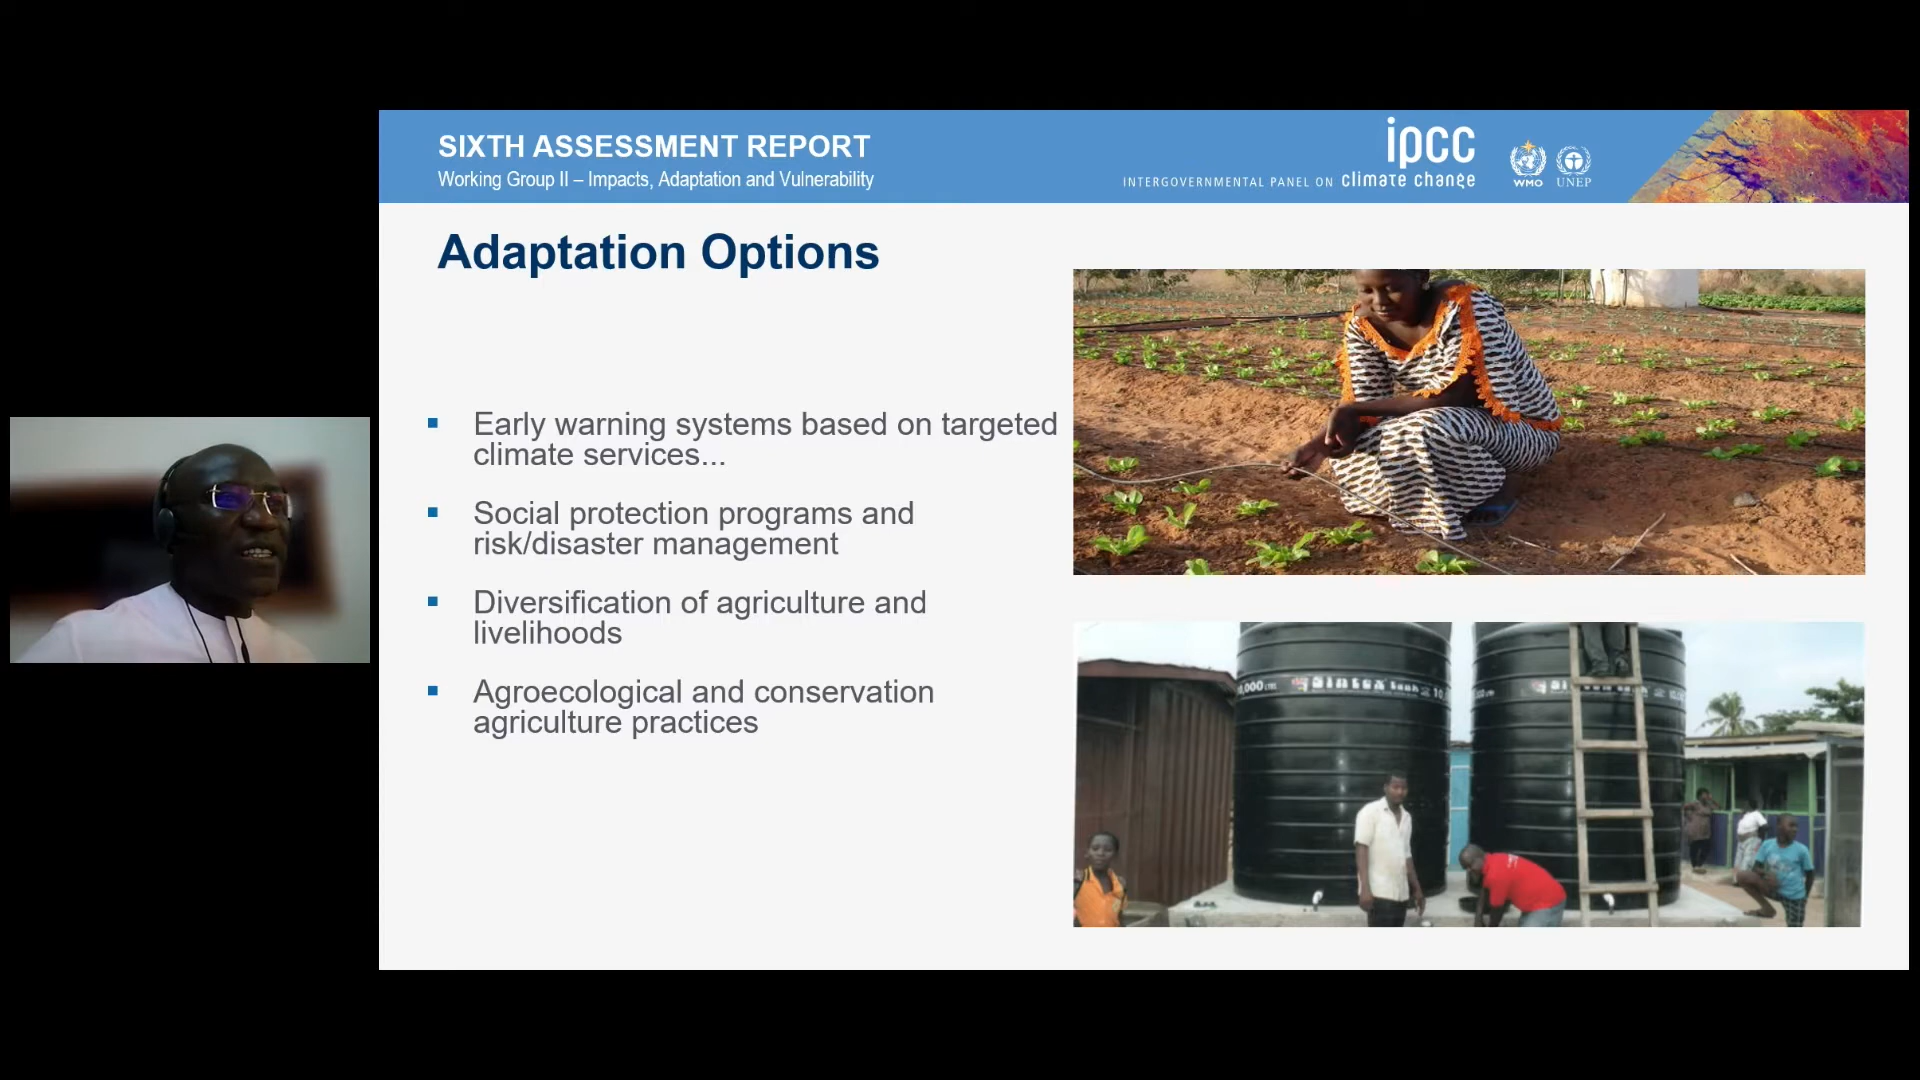 SIXTH ASSESSMENT REPORT
Working Group II – Impacts, Adaptation and Vulnerability
ipcc
INTERGOVERNMENTAL PANEL ON climate change
WMO
UNEP
Adaptation Options
Early warning systems based on targeted
climate services...
Social protection programs and
risk/disaster management
Diversification of agriculture and
livelihoods
Agroecological and conservation
agriculture practices
Sintex tank